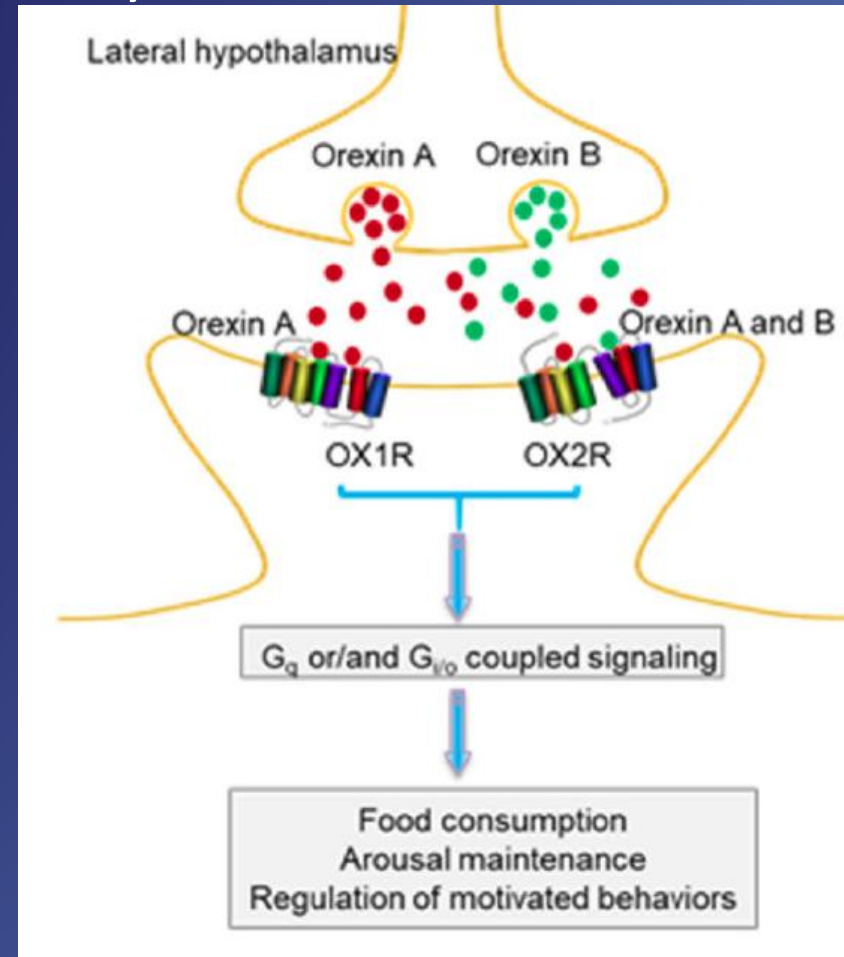 Lateral hypothalamus
Orexin A Orexin B
Orexin A
Orexin A and B
OX1R OX2R
Gq or/and Gi/o coupled signaling
Food consumption
Arousal maintenance
Regulation of motivated behaviors